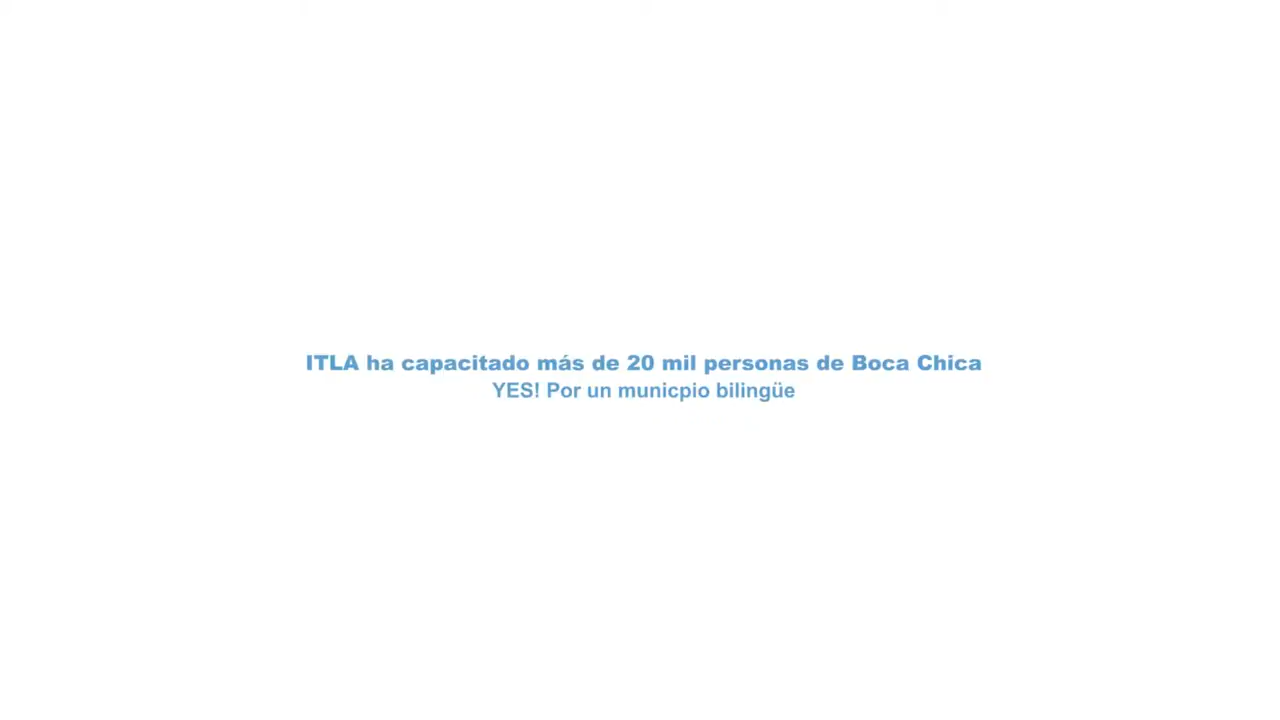 ITLA ha capacitado más de 20 mil personas de Boca Chica
YES! Por un municpio bilingüe